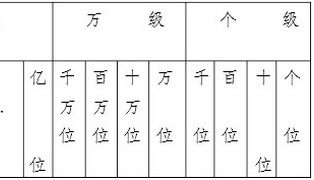 万 级 个 级
. 亿位 千万位 百万位 十万位 万位 千位 百位 十位 个位